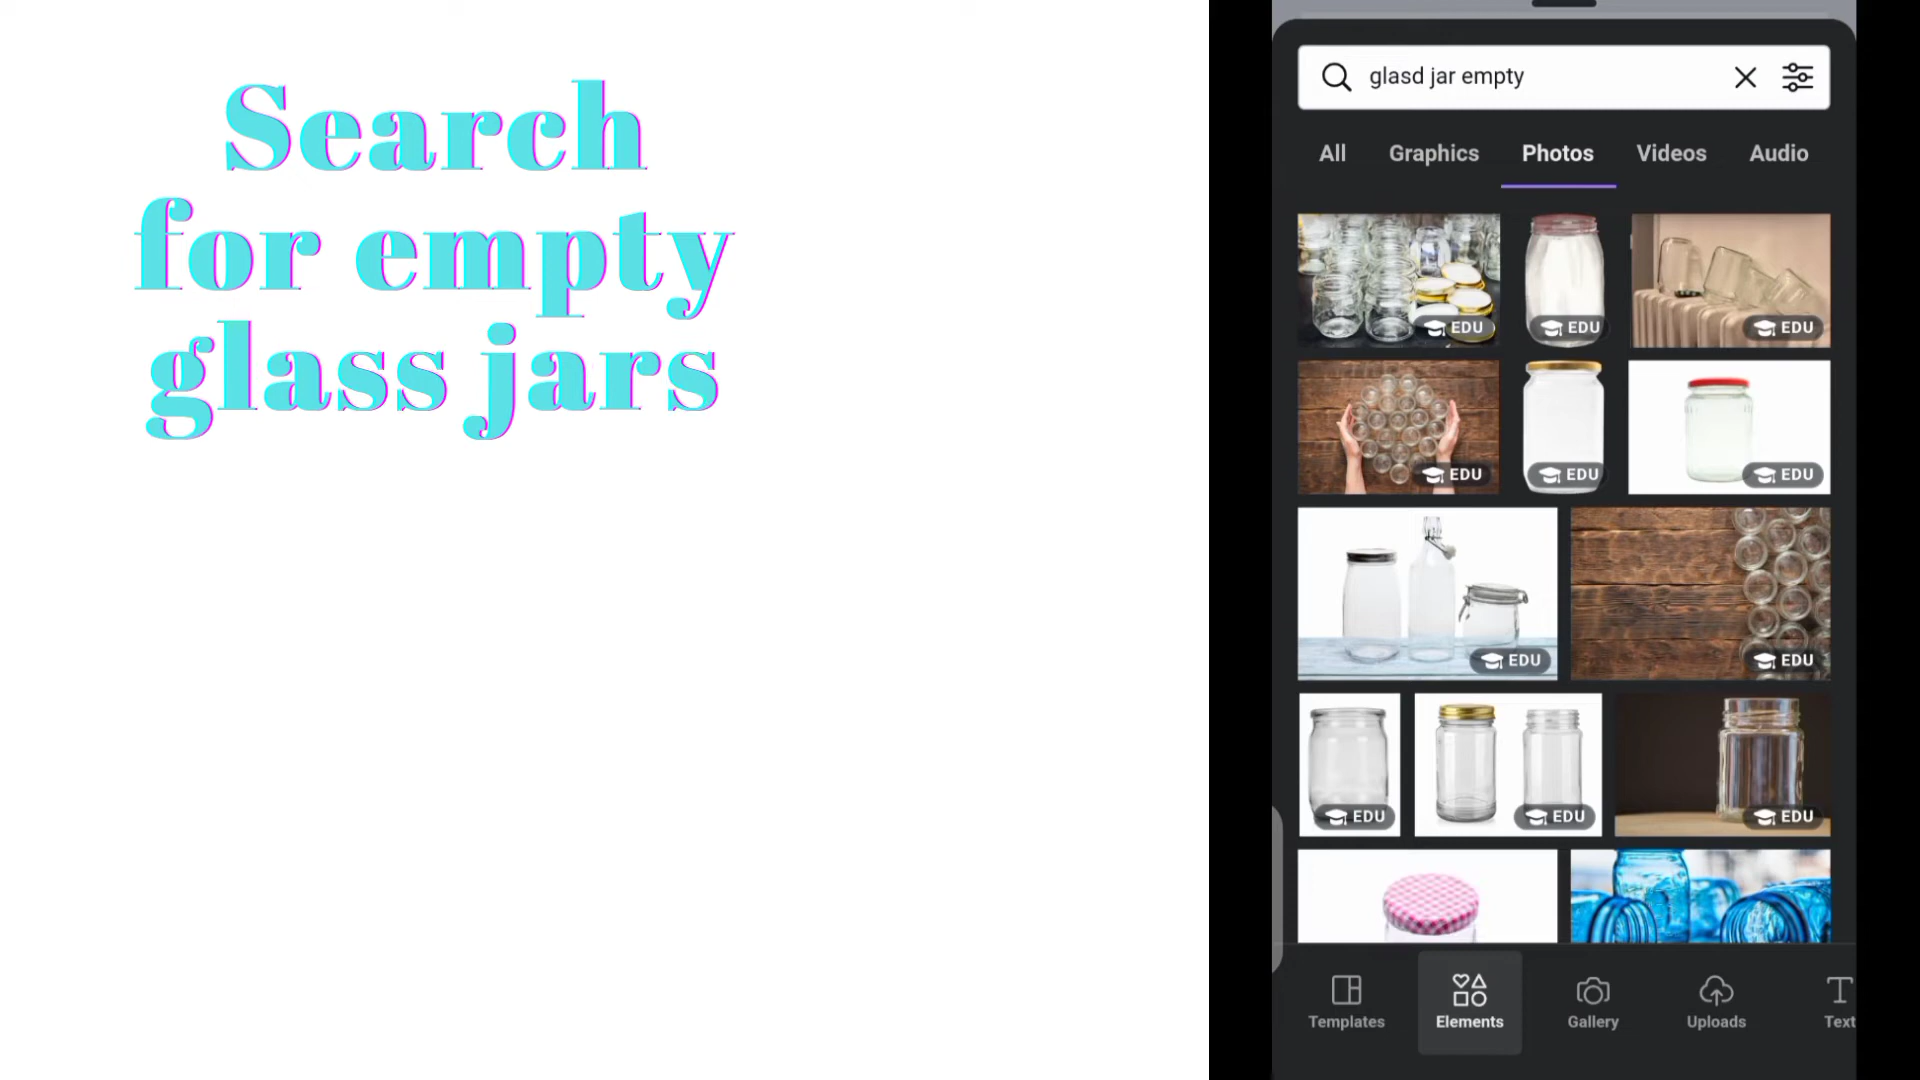 Search
for empty
glass jars
glasd jar empty
All Graphics Photos Videos Audio
EDU EDU EDU
EDU EDU EDU
EDU EDU
EDU EDU EDU
Templates Elements Gallery Uploads Text